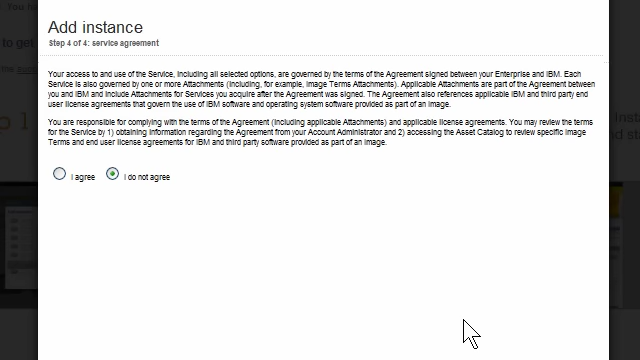 You ha
Add instance
Step 4 of 4: service agreement
to get
Your access to and use of the Service, including all selected options, are governed by the terms of the Agreement signed between your Enterprise and IBM. Each
Service is also governed by one or more Attachments (including, for example, Image Terms Attachments). Applicable Attachments are part of the Agreement between
you and IBM and include Attachments for Services you acquire after the Agreement was signed. The Agreement also references applicable IBM and third party end
user license agreements that govern the use of IBM software and operating system software provided as part of an image.
You are responsible for complying with the terms of the Agreement (including applicable Attachments) and applicable license agreements. You may review the terms
for the Service by 1) obtaining information regarding the Agreement from your Account Administrator and 2) accessing the Asset Catalog to review specific Image
Terms and end user license agreements for IBM and third party software provided as part of an image.
I agree I do not agree